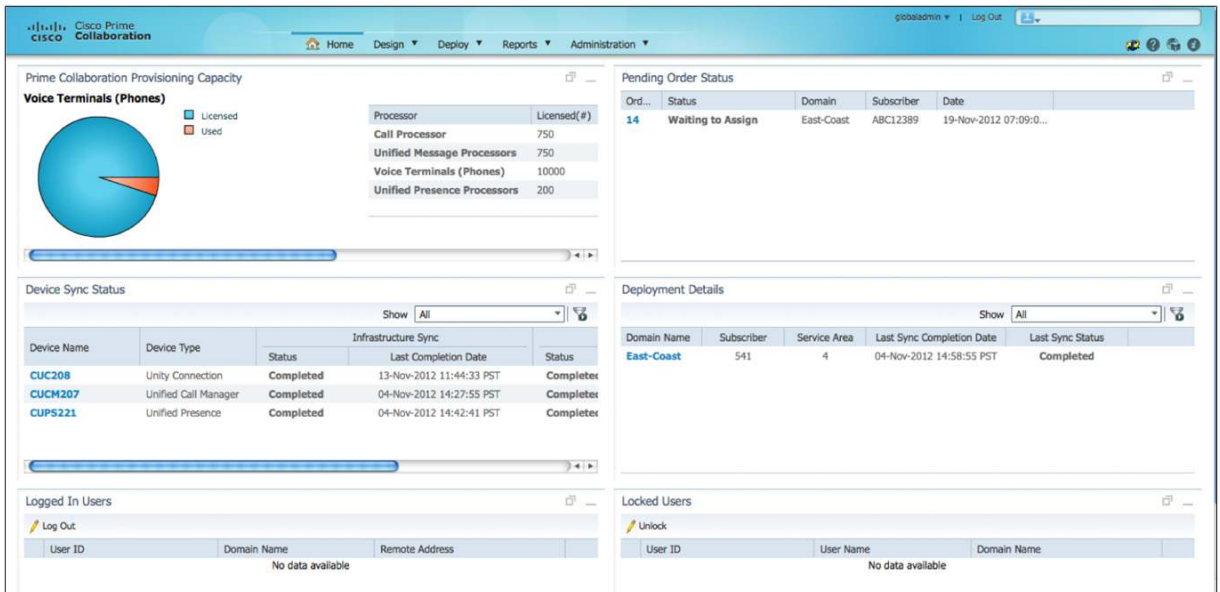 globaladmin | Log Out
Cisco Prime
CISCO Collaboration
Home Design Deploy Reports Administration
Prime Collaboration Provisioning Capacity
Voice Terminals (Phones)
Licensed
Used
Processor Licensed(#)
Call Processor 750
Unified Message Processors 750
Voice Terminals (Phones) 10000
Unified Presence Processors 200
Pending Order Status
Ord... Status Domain Subscriber Date
14 Waiting to Assign East-Coast ABC12389 19-Nov-2012 07:09:0...
Device Sync Status
Show All
Infrastructure Sync
Device Name Device Type Status Last Completion Date Status
CUC208 Unity Connection Completed 13-Nov-2012 11:44:33 PST Completed
CUCM207 Unified Call Manager Completed 04-Nov-2012 14:27:55 PST Completed
CUPS221 Unified Presence Completed 04-Nov-2012 14:42:41 PST Completed
Deployment Details
Show All
Domain Name Subscriber Service Area Last Sync Completion Date Last Sync Status
East-Coast 541 4 04-Nov-2012 14:58:55 PST Completed
Logged In Users
Log Out
User ID Domain Name Remote Address
No data available
Locked Users
Unlock
User ID User Name Domain Name
No data available